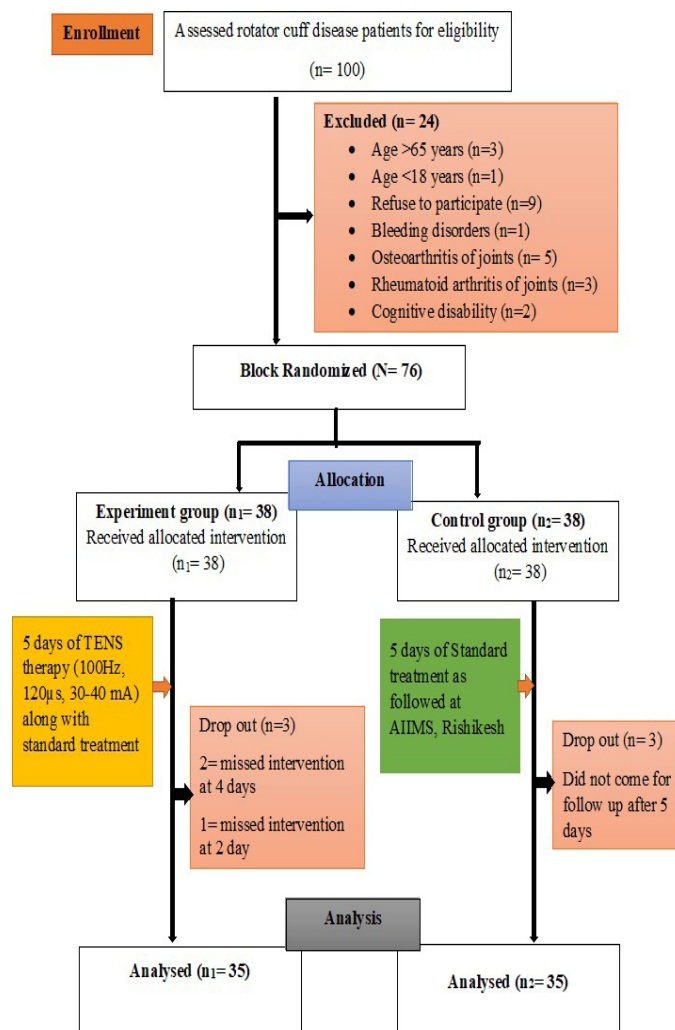 Enrollment
Assessed rotator cuff disease patients for eligibility
(n= 100)
Excluded (n= 24)
• Age >65 years (n=3)
• Age <18 years (n=1)
• Refuse to participate (n=9)
• Bleeding disorders (n=1)
• Osteoarthritis of joints (n= 5)
• Rheumatoid arthritis of joints (n=3)
• Cognitive disability (n=2)
Block Randomized (N= 76)
Allocation
Experiment group (n₁= 38)
Received allocated intervention
(n₁= 38)
Control group (n₂= 38)
Received allocated intervention
(n₂= 38)
5 days of TENS
therapy (100Hz,
120µs, 30-40 mA)
along with
standard treatment
5 days of Standard
treatment as
followed at
AIIMS, Rishikesh
Drop out (n=3)
2= missed intervention
at 4 days
1= missed intervention
at 2 day
Drop out (n= 3)
Did not come for
follow up after 5
days
Analysis
Analysed (n₁= 35)
Analysed (n₂= 35)